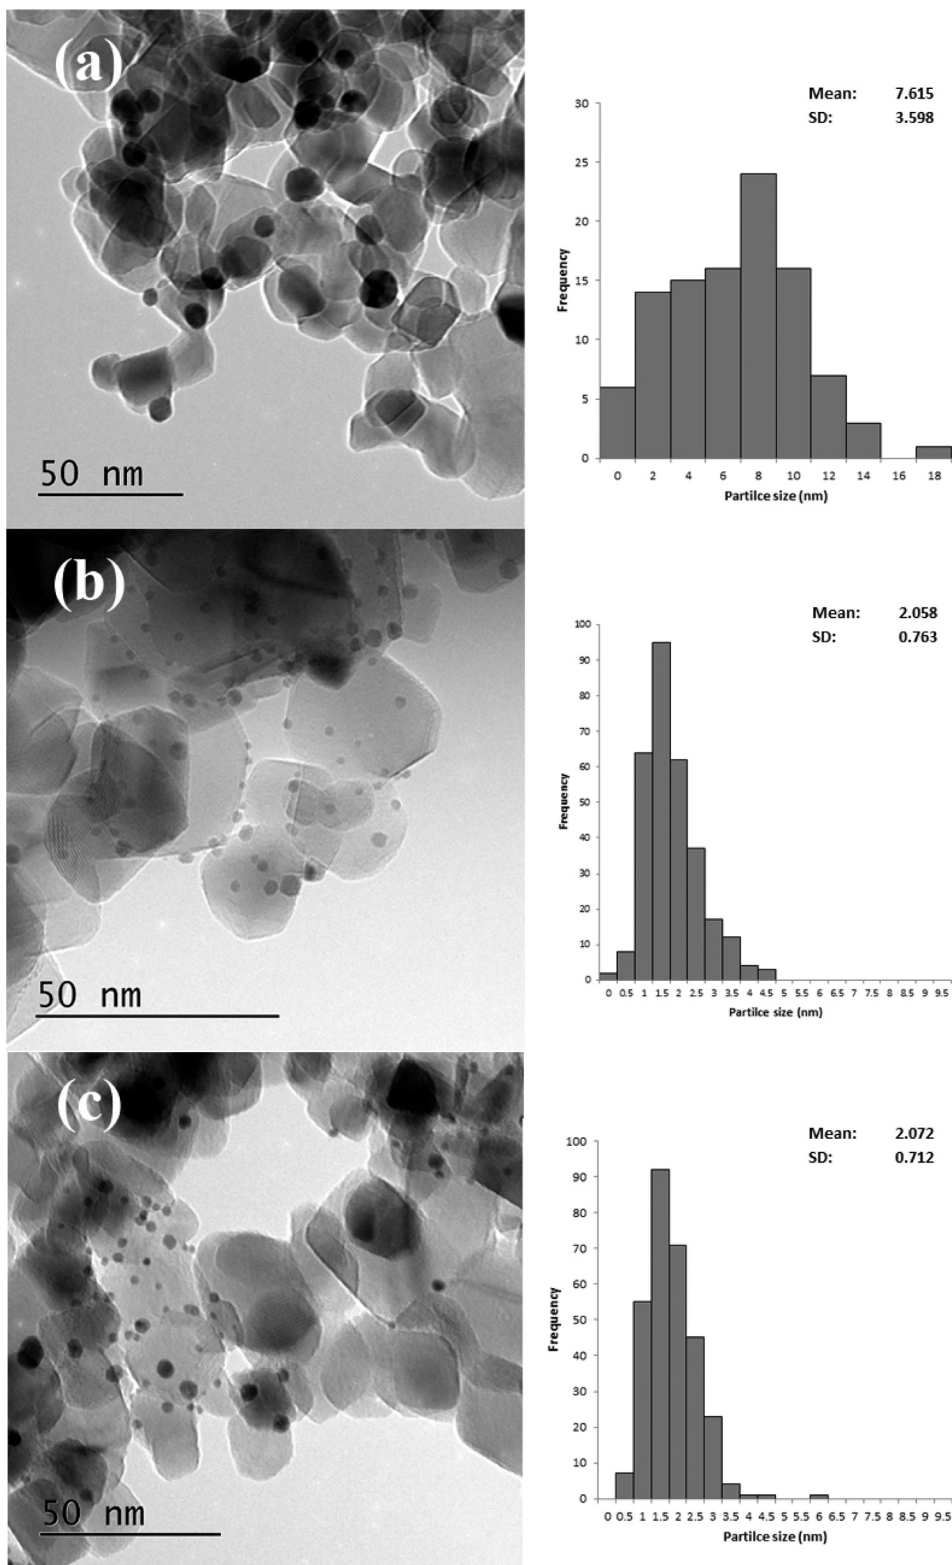 (a)
50 nm
Mean: 7.615
SD: 3.598
30
25
20
15
10
5
0
Frequency
0 2 4 6 8 10 12 14 16 18
Partilce size (nm)
(b)
50 nm
Mean: 2.058
SD: 0.763
100
90
80
70
60
50
40
30
20
10
0
Frequency
0 0.5 1 1.5 2 2.5 3 3.5 4 4.5 5 5.5 6 6.5 7 7.5 8 8.5 9 9.5
Partilce size (nm)
(c)
50 nm
Mean: 2.072
SD: 0.712
100
90
80
70
60
50
40
30
20
10
0
Frequency
0 0.5 1 1.5 2 2.5 3 3.5 4 4.5 5 5.5 6 6.5 7 7.5 8 8.5 9 9.5
Partilce size (nm)